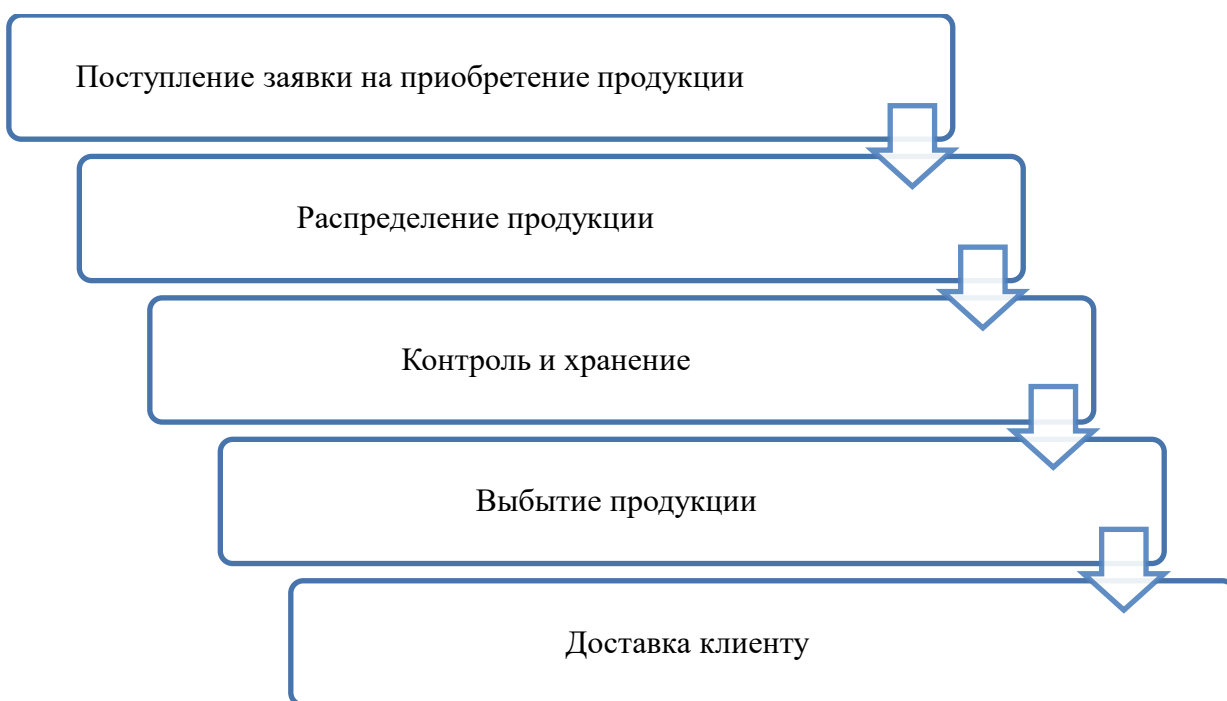 Поступление заявки на приобретение продукции
Распределение продукции
Контроль и хранение
Выбытие продукции
Доставка клиенту